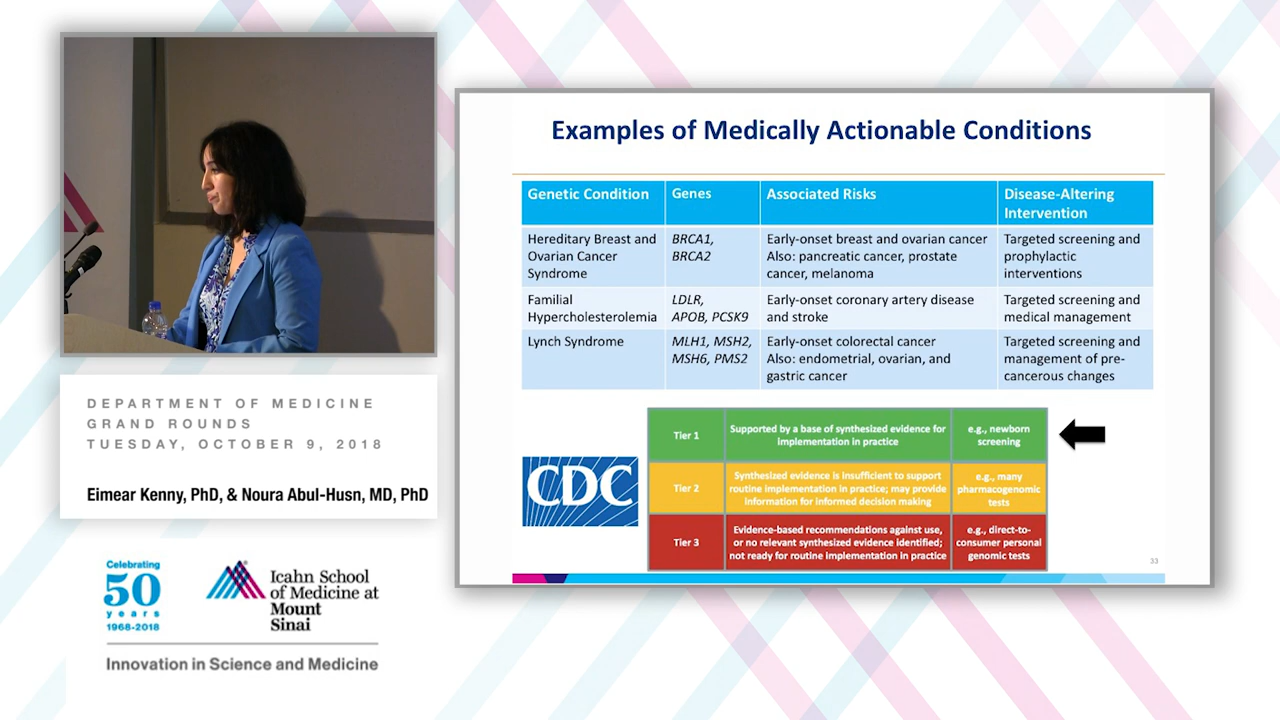 DEPARTMENT OF MEDICINE
GRAND ROUNDS
TUESDAY, OCTOBER 9, 2018
Eimear Kenny, PhD, & Noura Abul-Husn, MD, PhD
Celebrating
50
years
1968-2018
Icahn School
of Medicine at
Mount
Sinai
Innovation in Science and Medicine
Examples of Medically Actionable Conditions
Genetic Condition
Genes
Associated Risks
Disease-Altering
Intervention
Hereditary Breast and
Ovarian Cancer
Syndrome
BRCA1,
BRCA2
Early-onset breast and ovarian cancer
Also: pancreatic cancer, prostate
cancer, melanoma
Targeted screening and
prophylactic
interventions
Familial
Hypercholesterolemia
LDLR,
APOB, PCSK9
Early-onset coronary artery disease
and stroke
Targeted screening and
medical management
Lynch Syndrome
MLH1, MSH2,
MSH6, PMS2
Early-onset colorectal cancer
Also: endometrial, ovarian, and
gastric cancer
Targeted screening and
management of pre-
cancerous changes
CDC
Tier 1
Supported by a base of synthesized evidence for
implementation in practice
e.g., newborn
screening
Tier 2
Synthesized evidence is insufficient to support
routine implementation in practice; may provide
information for informed decision making
e.g., many
pharmacogenomic
tests
Tier 3
Evidence-based recommendations against use,
or no relevant synthesized evidence identified;
not ready for routine implementation in practice
e.g., direct-to-
consumer personal
genomic tests
33